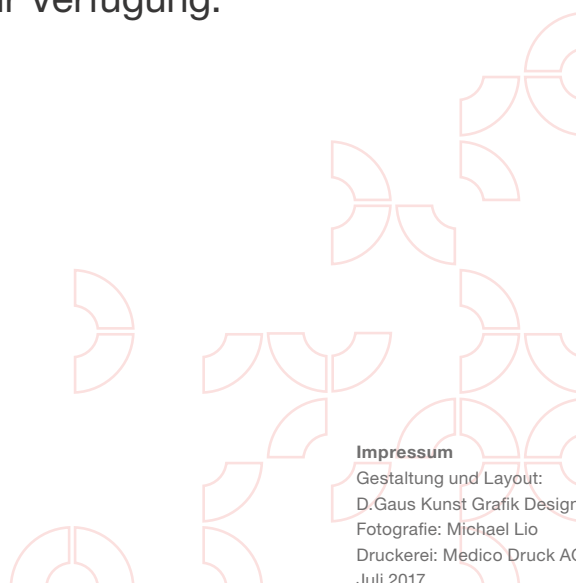 Verfügung.
Impressum
Gestaltung und Layout:
D.Gaus Kunst Grafik Design
Fotografie: Michael Lio
Druckerei: Medico Druck AG
Juli 2017